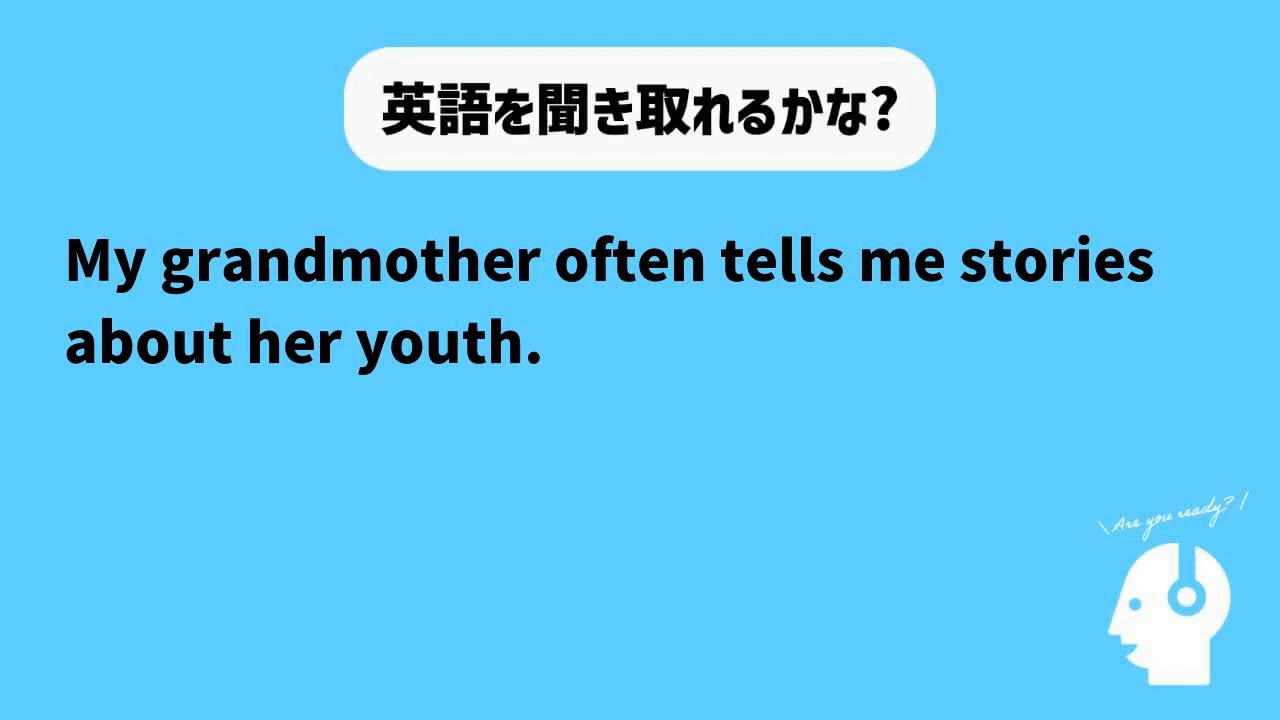 英語を聞き取れるかな?
My grandmother often tells me stories
about her youth.
\ Are you ready? /